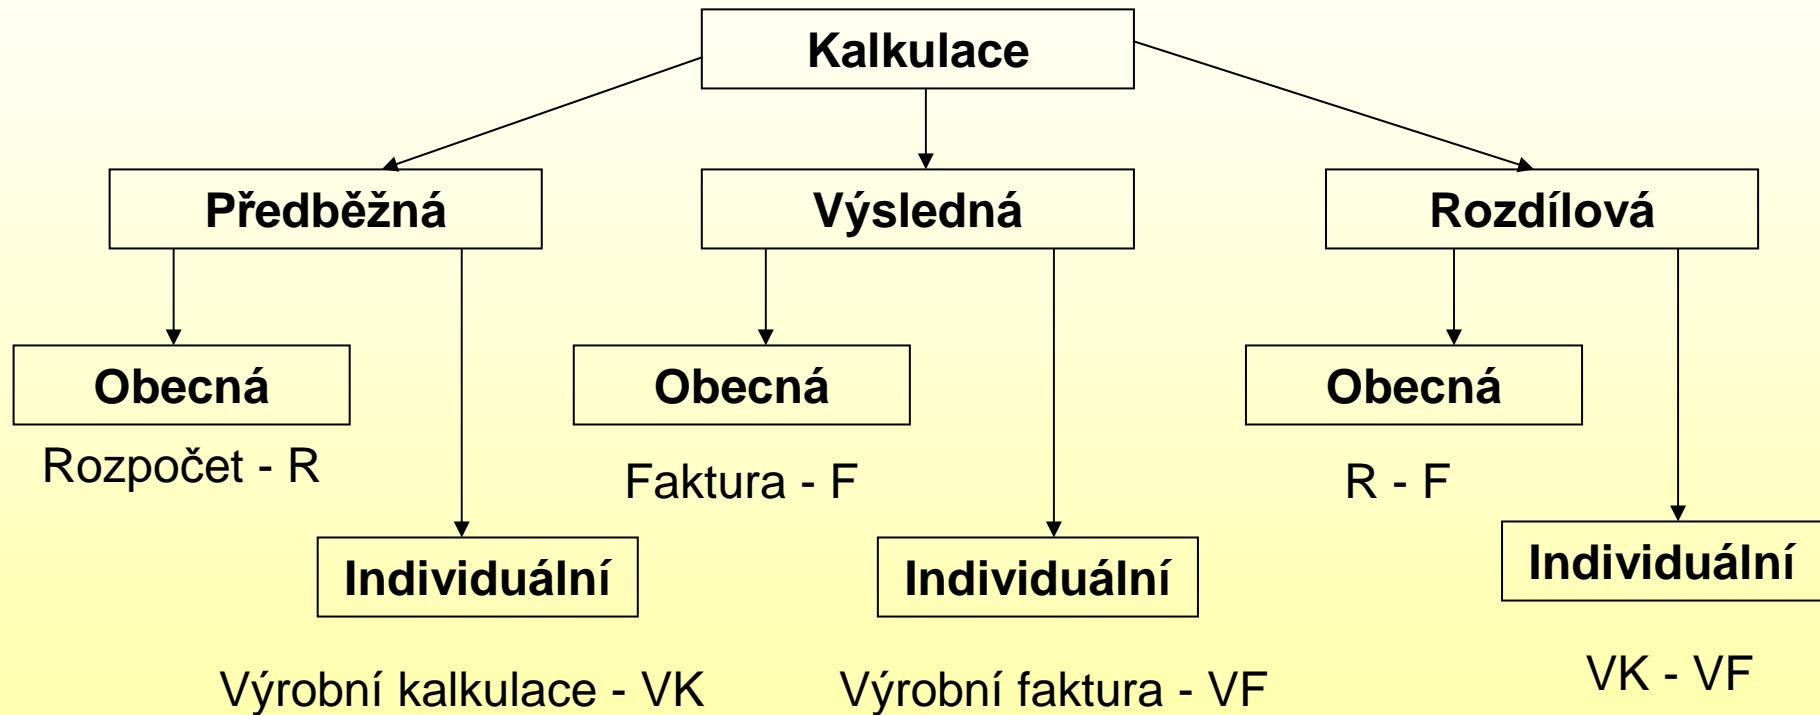 Kalkulace
Předběžná
Výsledná
Rozdílová
Obecná
Obecná
Obecná
Rozpočet - R
Faktura - F
R - F
Individuální
Individuální
Individuální
Výrobní kalkulace - VK
Výrobní faktura - VF
VK - VF